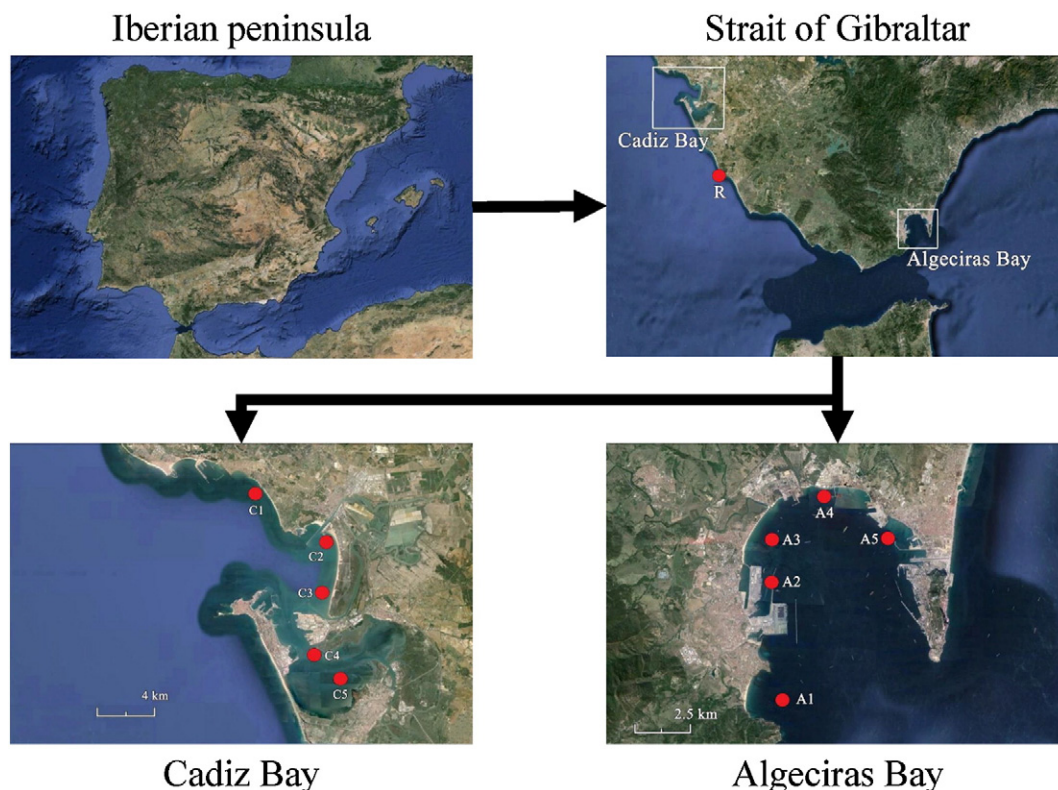 Iberian peninsula
Strait of Gibraltar
Cadiz Bay
R
Algeciras Bay
C1
C2
C3
C4
C5
4 km
A4
A3
A5
A2
A1
2.5 km
Cadiz Bay
Algeciras Bay